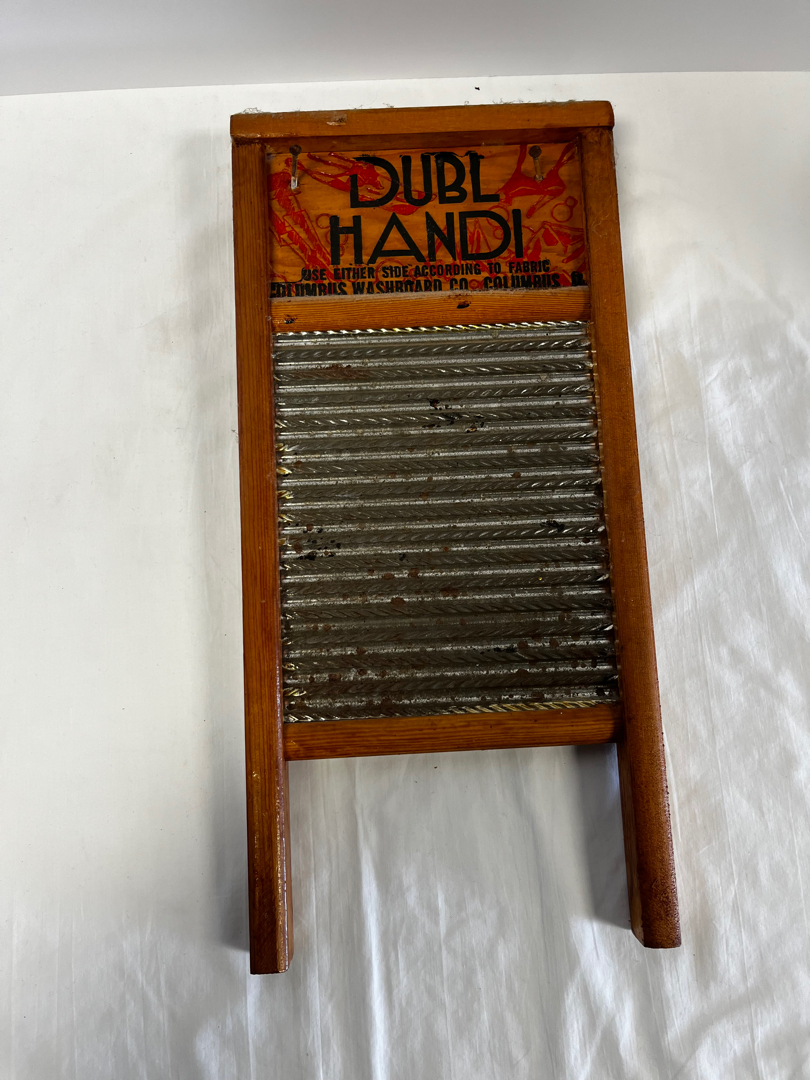 DUBL
HANDI
USE EITHER SIDE ACCORDING TO FABRIC
COLUMBUS WASHBOARD CO. COLUMBUS